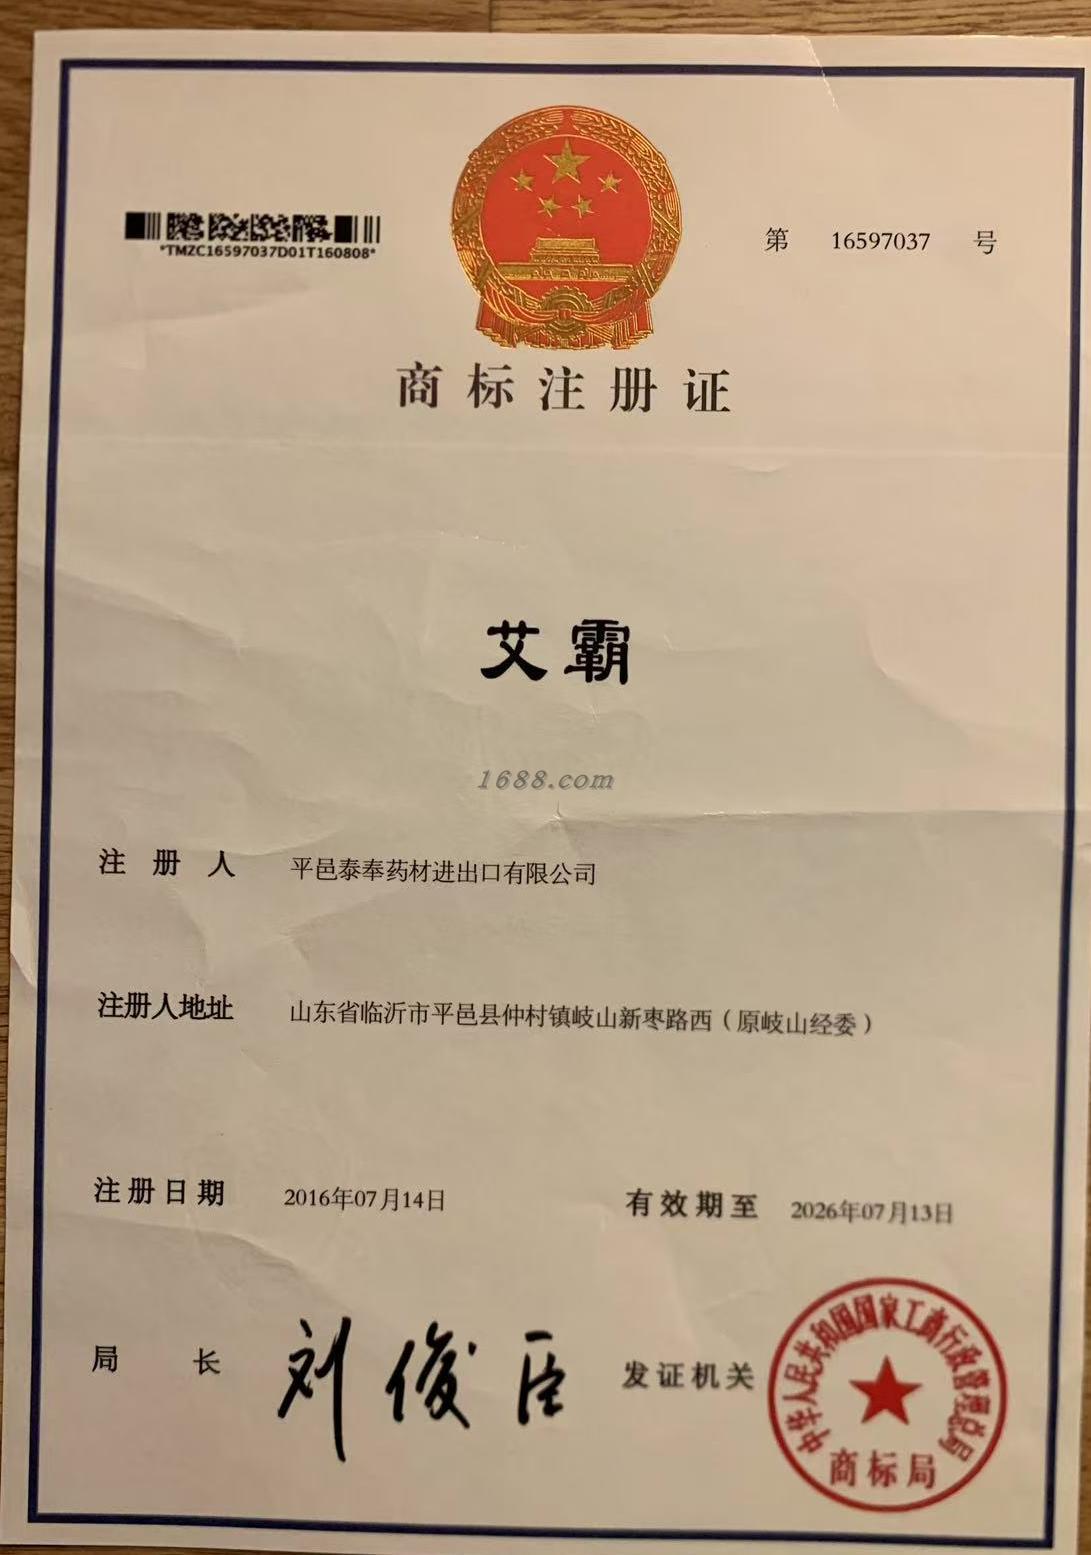 *TMZC16597037D01T160808*
第 16597037 号
商标注册证
艾霸
1688.com
注册人 平邑泰奉药材进出口有限公司
注册人地址 山东省临沂市平邑县仲村镇岐山新枣路西（原岐山经委）
注册日期 2016年07月14日 有效期至 2026年07月13日
局长 刘俊臣 发证机关
中华人民共和国国家工商行政管理总局
商标局